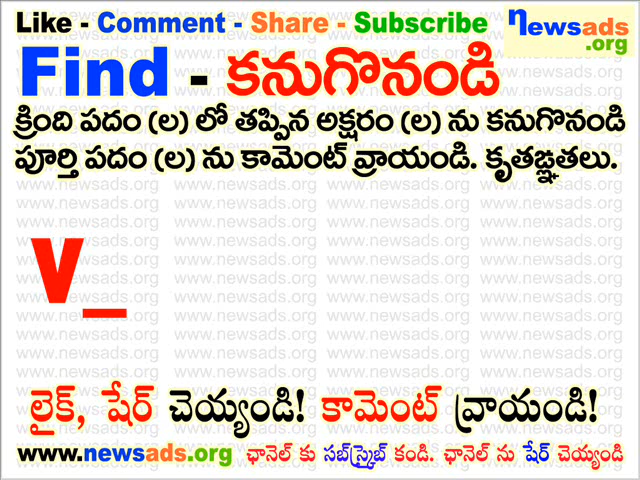 Like - Comment - Share - Subscribe
newsads
.org
Find - కనుగొనండి
క్రింది పదం (ల) లో తప్పిన అక్షరం (ల) ను కనుగొనండి
పూర్తి పదం (ల) ను కామెంట్ వ్రాయండి. కృతఙ్ఞతలు.
V_
లైక్, షేర్ చెయ్యండి! కామెంట్ వ్రాయండి!
www.newsads.org ఛానెల్ కు సబ్‌స్క్రైబ్ కండి. ఛానెల్ ను షేర్ చెయ్యండి